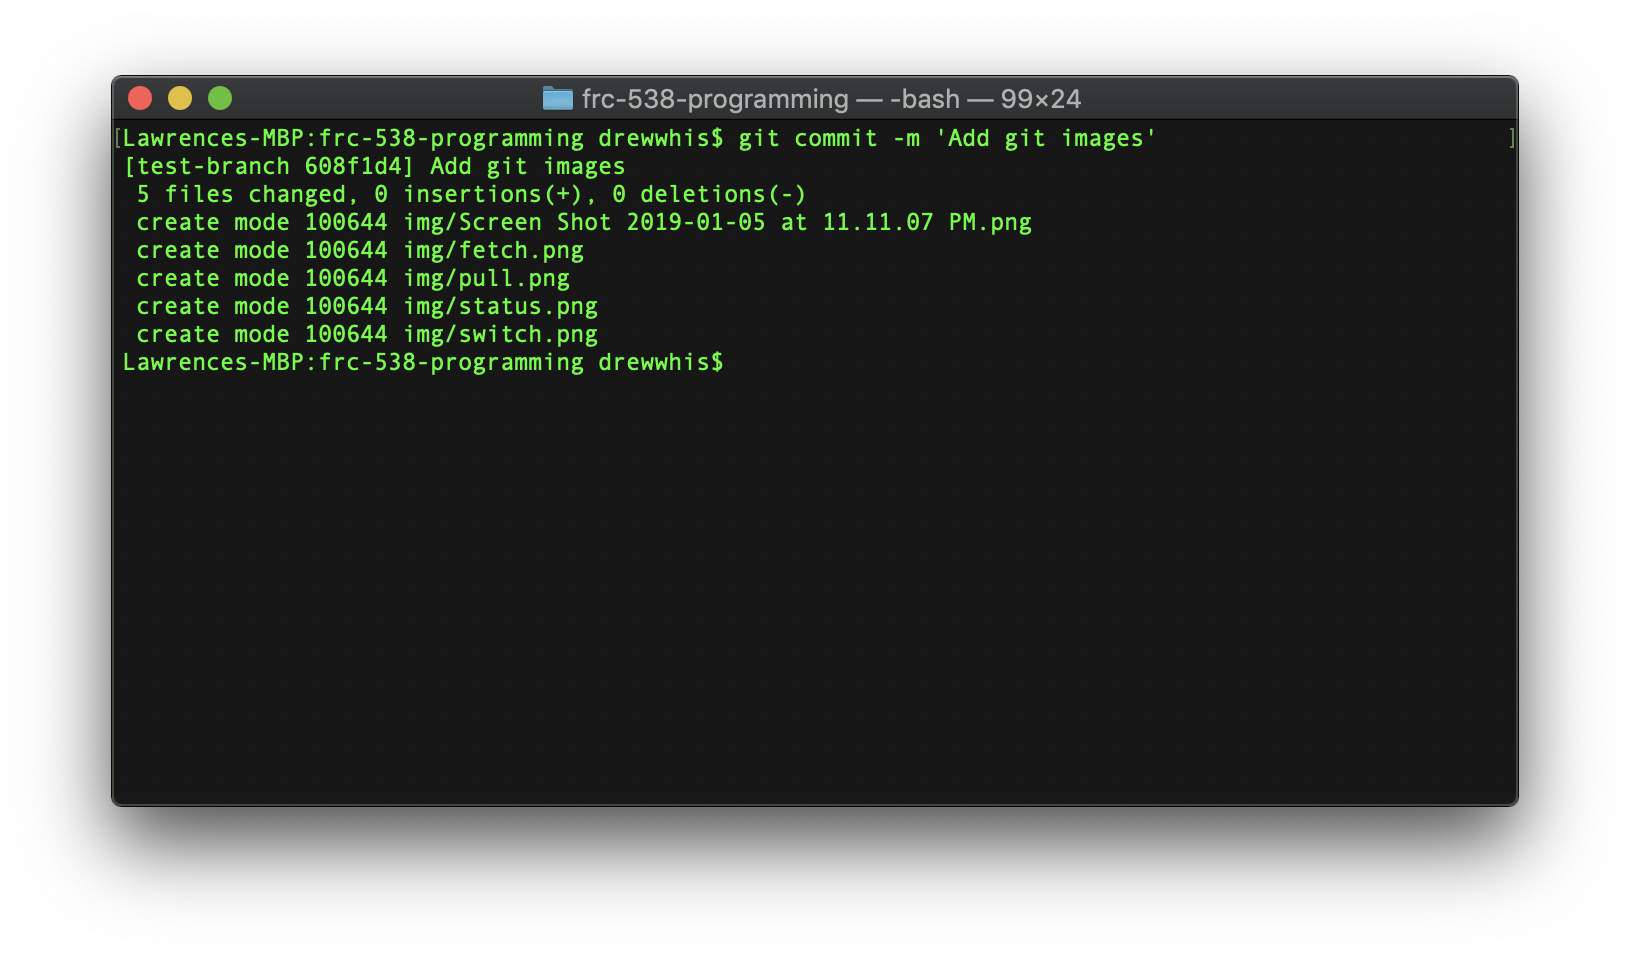 frc-538-programming — -bash — 99×24
[Lawrences-MBP:frc-538-programming drewwhis$ git commit -m 'Add git images' ]
[test-branch 608f1d4] Add git images
 5 files changed, 0 insertions(+), 0 deletions(-)
 create mode 100644 img/Screen Shot 2019-01-05 at 11.11.07 PM.png
 create mode 100644 img/fetch.png
 create mode 100644 img/pull.png
 create mode 100644 img/status.png
 create mode 100644 img/switch.png
Lawrences-MBP:frc-538-programming drewwhis$